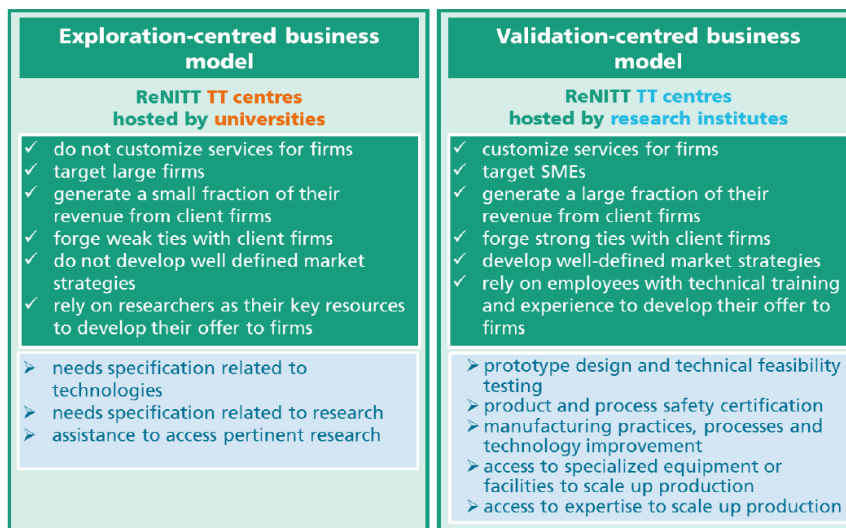 Exploration-centred business
model
ReNITT TT centres
hosted by universities
✓ do not customize services for firms
✓ target large firms
✓ generate a small fraction of their
revenue from client firms
✓ forge weak ties with client firms
✓ do not develop well defined market
strategies
✓ rely on researchers as their key resources
to develop their offer to firms
➢ needs specification related to
technologies
➢ needs specification related to research
➢ assistance to access pertinent research
Validation-centred business
model
ReNITT TT centres
hosted by research institutes
✓ customize services for firms
✓ target SMEs
✓ generate a large fraction of their
revenue from client firms
✓ forge strong ties with client firms
✓ develop well-defined market strategies
✓ rely on employees with technical training
and experience to develop their offer to
firms
➢ prototype design and technical feasibility
testing
➢ product and process safety certification
➢ manufacturing practices, processes and
technology improvement
➢ access to specialized equipment or
facilities to scale up production
➢ access to expertise to scale up production